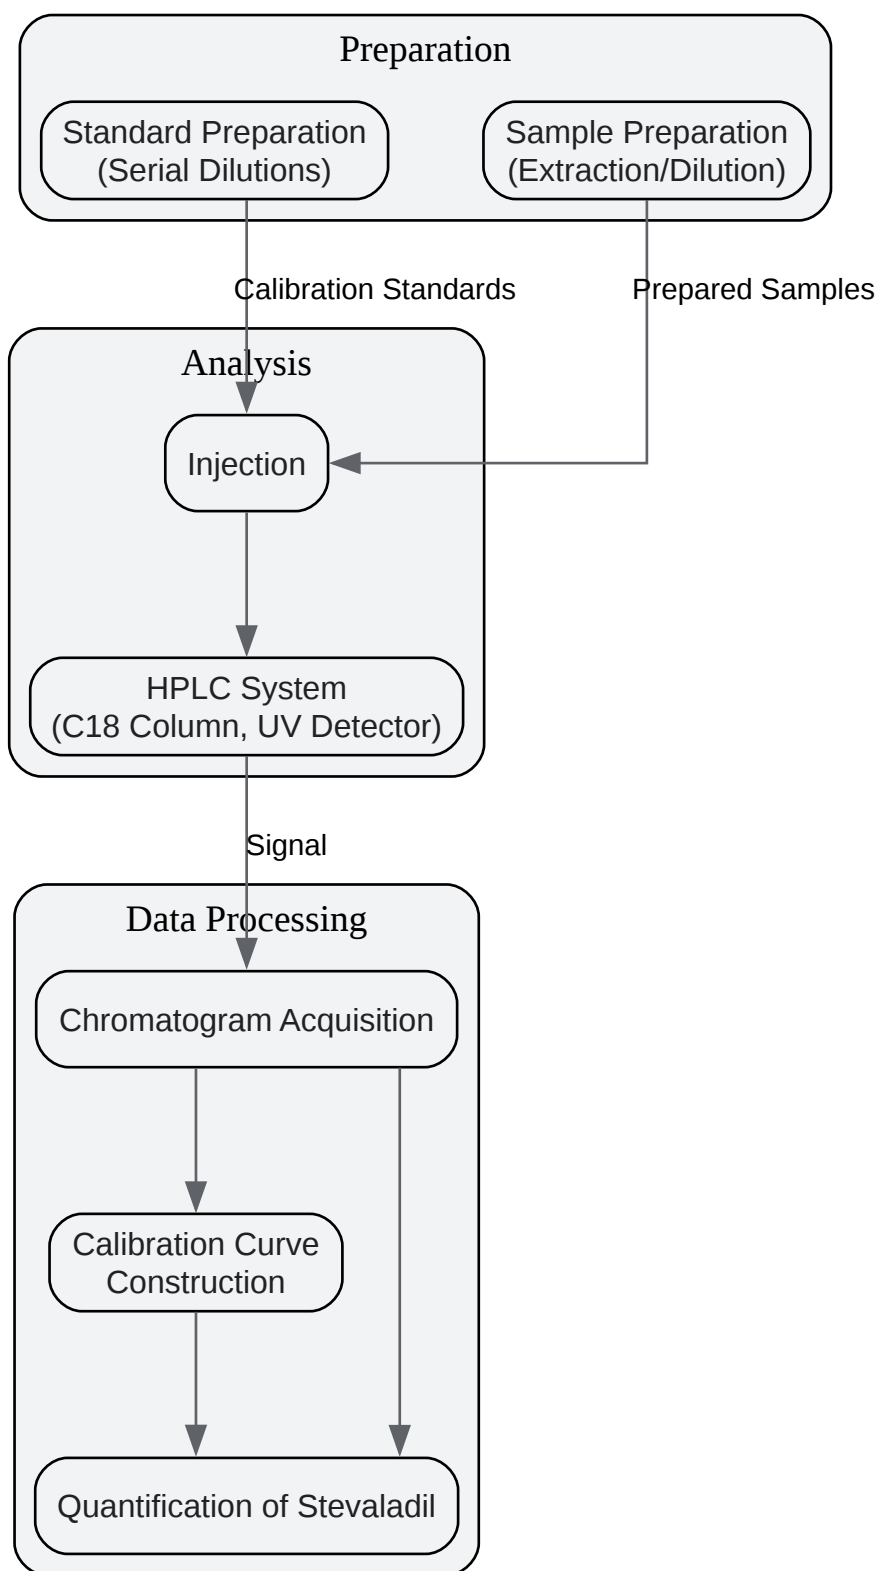 Preparation
Standard Preparation
(Serial Dilutions)
Sample Preparation
(Extraction/Dilution)
Calibration Standards
Prepared Samples
Analysis
Injection
HPLC System
(C18 Column, UV Detector)
Signal
Data Processing
Chromatogram Acquisition
Calibration Curve
Construction
Quantification of Stevaladil